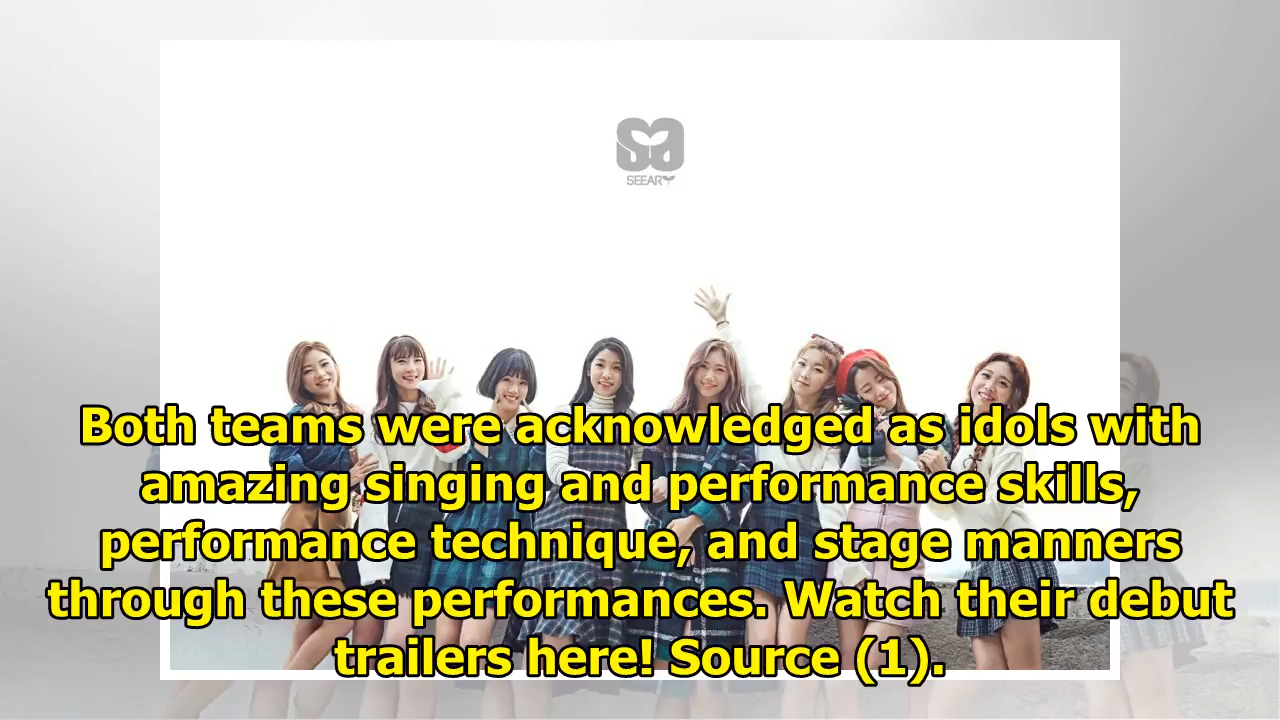 sa
SEEART
Both teams were acknowledged as idols with
amazing singing and performance skills,
performance technique, and stage manners
through these performances. Watch their debut
trailers here! Source (1).